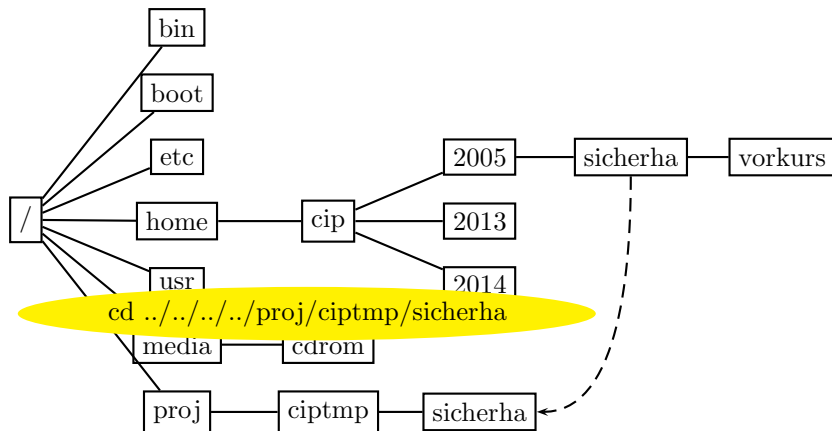 bin
boot
etc
2005
sicherha
vorkurs
/
home
cip
2013
usr
2014
cd ../../../../proj/ciptmp/sicherha
media
cdrom
proj
ciptmp
sicherha